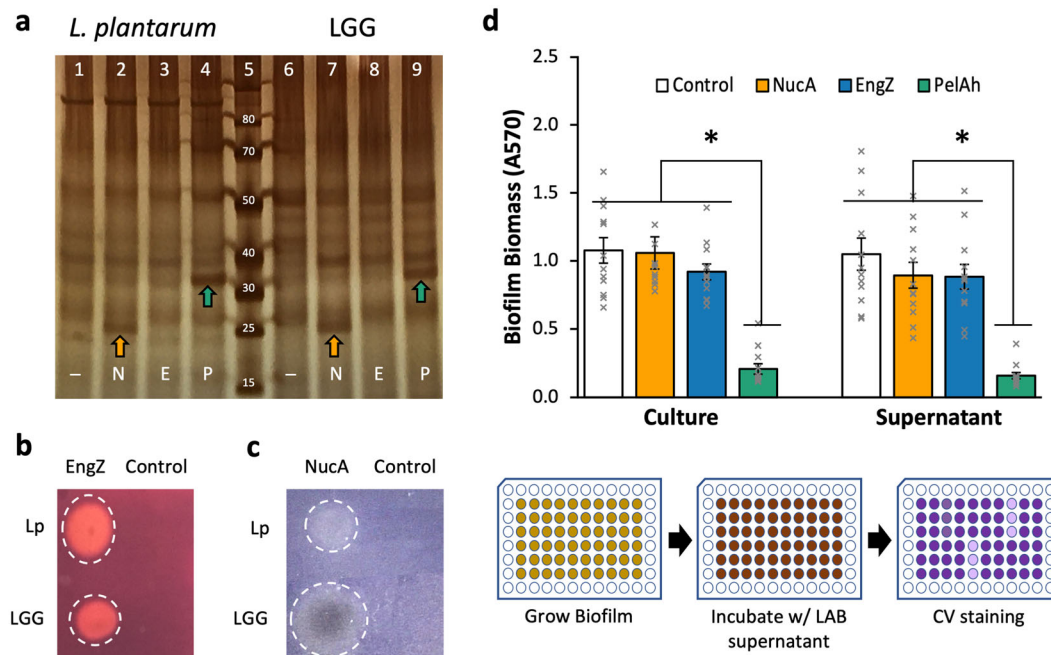 a
L. plantarum
LGG
1 2 3 4 5 6 7 8 9
80
70
50
40
30
25
15
– N E P – N E P
b
EngZ Control
Lp
LGG
c
NucA Control
Lp
LGG
d
Control NucA EngZ PelAh
Biofilm Biomass (A570)
2.5
2.0
1.5
1.0
0.5
0.0
* *
Culture Supernatant
Grow Biofilm
Incubate w/ LAB
supernatant
CV staining